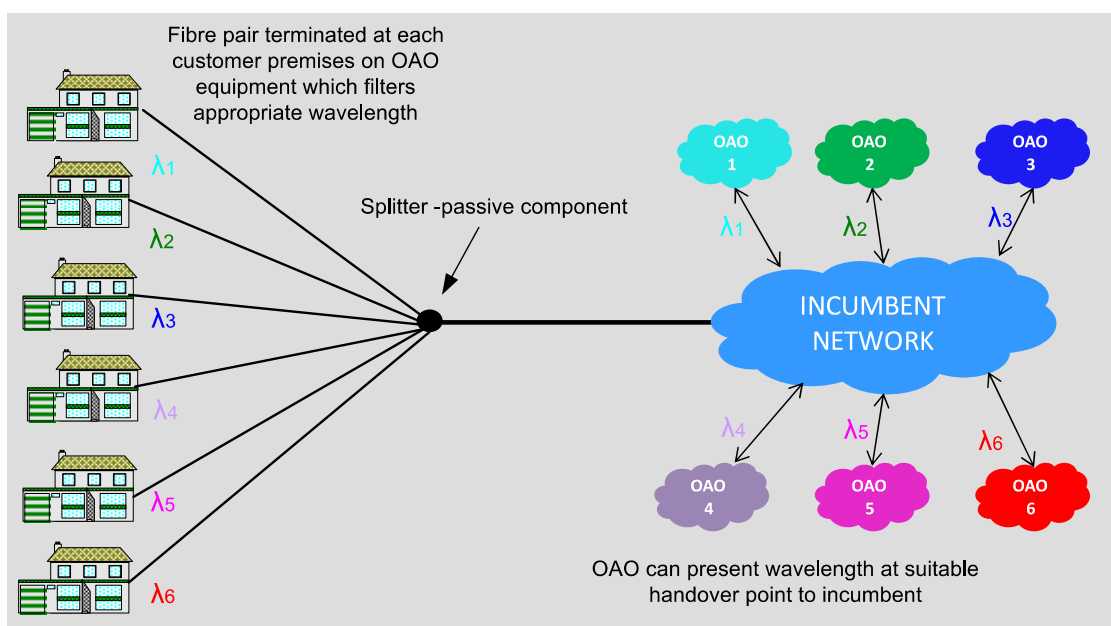 Fibre pair terminated at each
customer premises on OAO
equipment which filters
appropriate wavelength
λ1
λ2
λ3
λ4
λ5
λ6
Splitter -passive component
OAO
1
OAO
2
OAO
3
λ1
λ2
λ3
INCUMBENT
NETWORK
λ4
λ5
λ6
OAO
4
OAO
5
OAO
6
OAO can present wavelength at suitable
handover point to incumbent